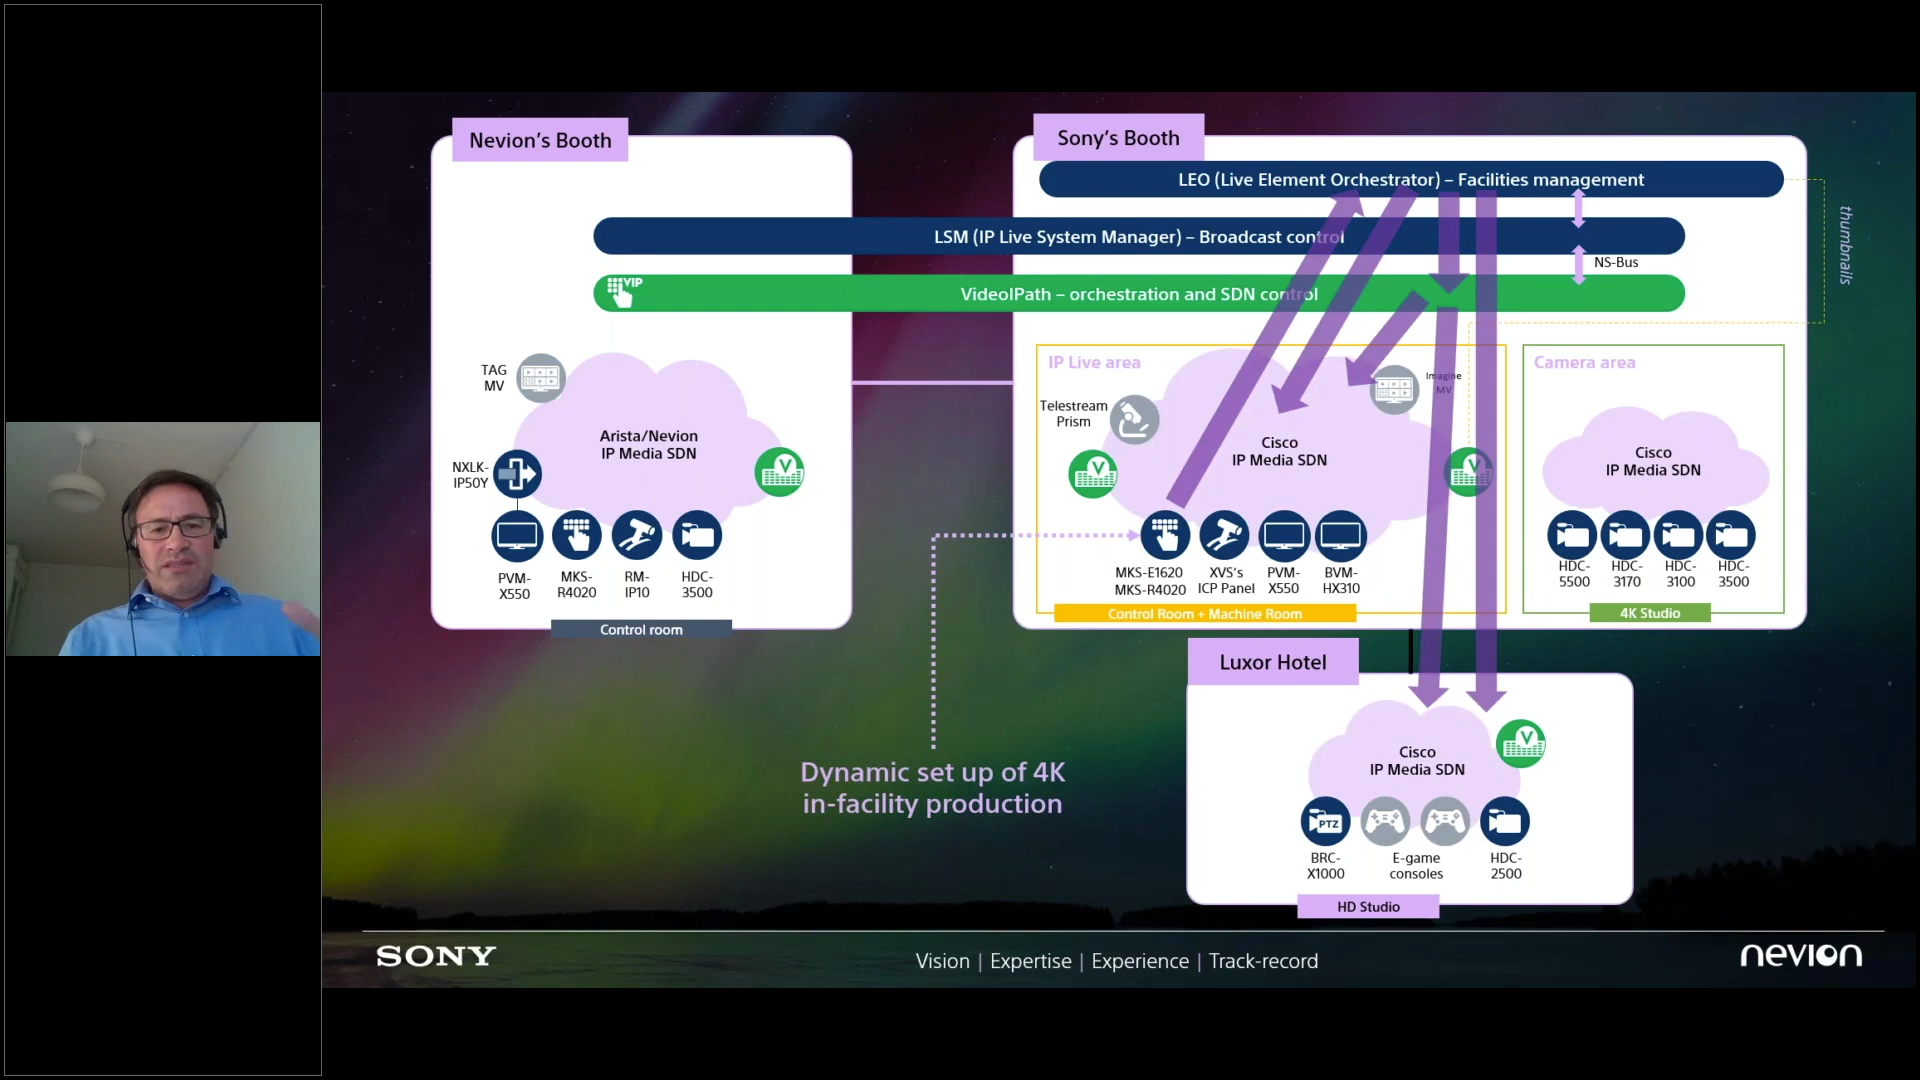 Nevion's Booth
Sony's Booth
LEO (Live Element Orchestrator) – Facilities management
LSM (IP Live System Manager) – Broadcast control
NS-Bus
thumbnails
VIP
VideoIPath – orchestration and SDN control
TAG
MV
Arista/Nevion
IP Media SDN
NXLK-
IP50Y
V
PVM-
X550
MKS-
R4020
RM-
IP10
HDC-
3500
Control room
IP Live area
Telestream
Prism
Imagine
MV
Cisco
IP Media SDN
V
V
MKS-E1620
MKS-R4020
XVS's
ICP Panel
PVM-
X550
BVM-
HX310
Control Room + Machine Room
Camera area
Cisco
IP Media SDN
HDC-
5500
HDC-
3170
HDC-
3100
HDC-
3500
4K Studio
Luxor Hotel
Cisco
IP Media SDN
V
PTZ
BRC-
X1000
E-game
consoles
HDC-
2500
HD Studio
Dynamic set up of 4K
in-facility production
SONY
Vision | Expertise | Experience | Track-record
nevion